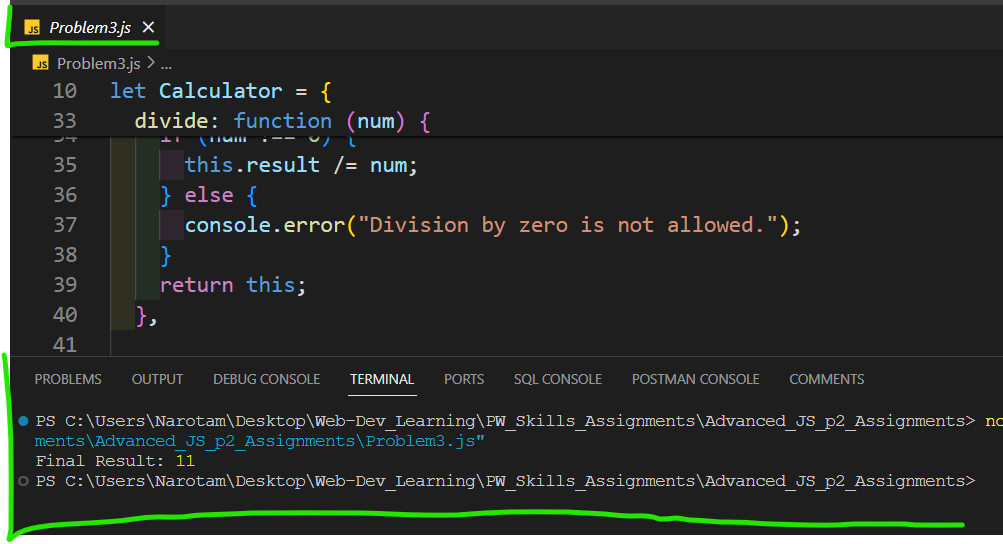 JS Problem3.js ×
JS Problem3.js > ...
10 let Calculator = {
33 divide: function (num) {
34 if (num !== 0) {
35 this.result /= num;
36 } else {
37 console.error("Division by zero is not allowed.");
38 }
39 return this;
40 },
41
PROBLEMS OUTPUT DEBUG CONSOLE TERMINAL PORTS SQL CONSOLE POSTMAN CONSOLE COMMENTS
PS C:\Users\Narotam\Desktop\Web-Dev_Learning\PW_Skills_Assignments\Advanced_JS_p2_Assignments> no
ments\Advanced_JS_p2_Assignments\Problem3.js"
Final Result: 11
PS C:\Users\Narotam\Desktop\Web-Dev_Learning\PW_Skills_Assignments\Advanced_JS_p2_Assignments>